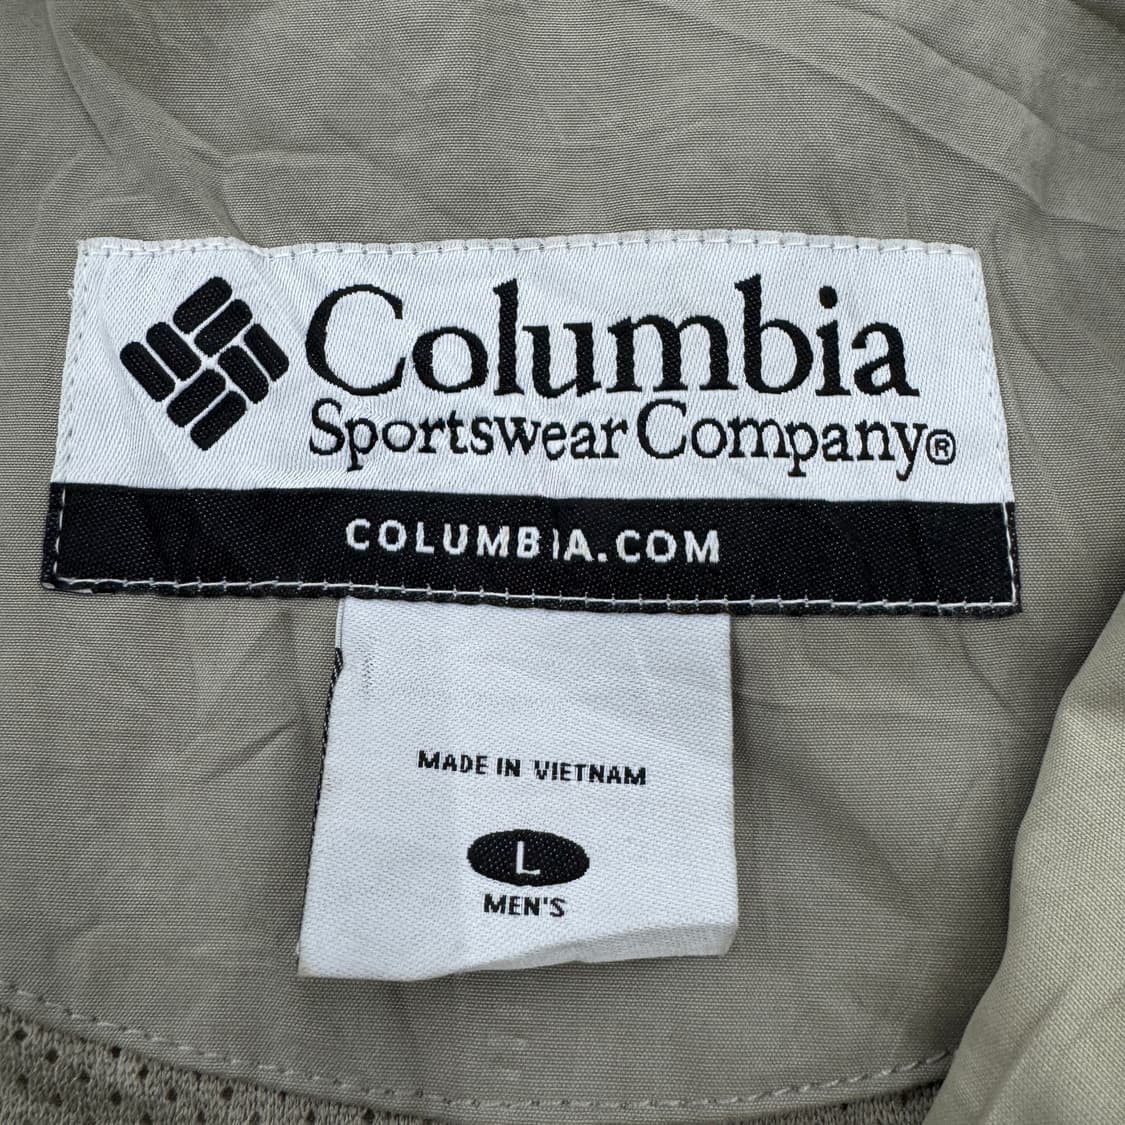 Columbia
Sportswear Company®
COLUMBIA.COM
MADE IN VIETNAM
L
MEN'S